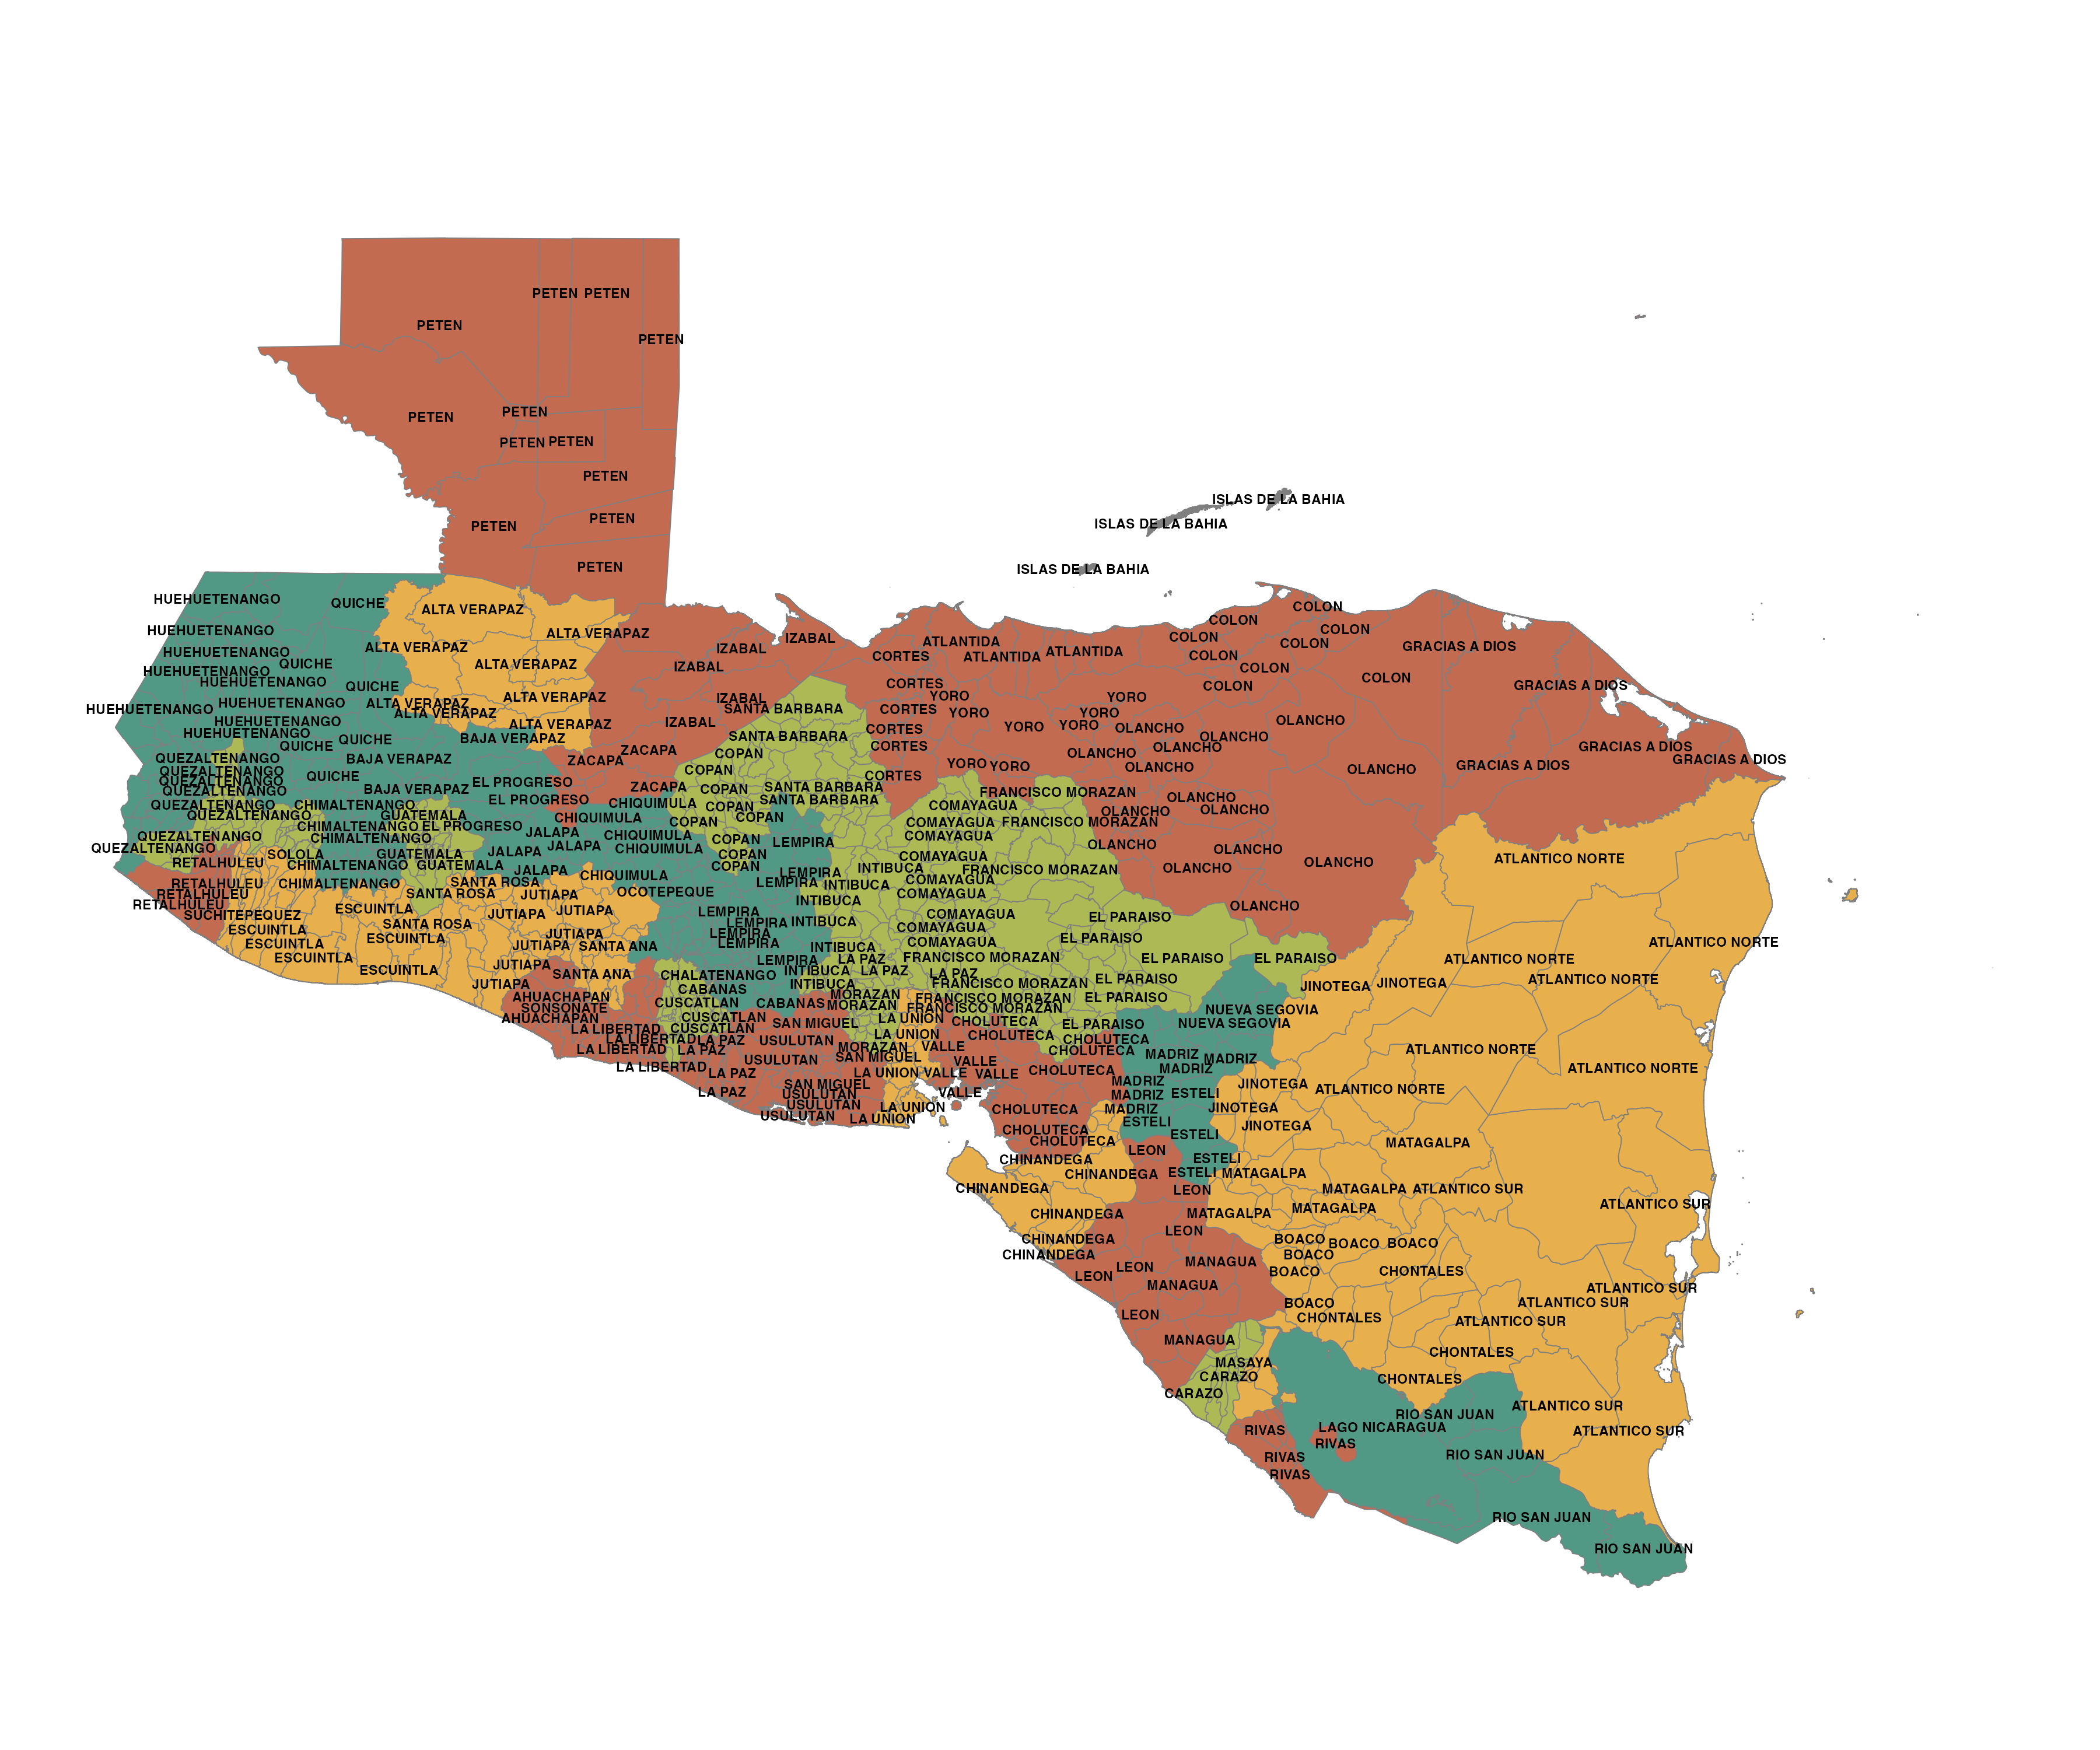 PETEN PETEN
PETEN
PETEN
PETEN
PETEN
PETEN PETEN
PETEN
ISLAS DE LA BAHIA
PETEN
ISLAS DE LA BAHIA
PETEN
PETEN
ISLAS DE LA BAHIA
HUEHUETENANGO
QUICHE
ALTA VERAPAZ
COLON
COLON
HUEHUETENANGO
ALTA VERAPAZ
IZABAL
COLON
COLON
ATLANTIDA
ALTA VERAPAZ
IZABAL
COLON
GRACIAS A DIOS
HUEHUETENANGO
ATLANTIDA
ATLANTIDA
CORTES
COLON
QUICHE
ALTA VERAPAZ
IZABAL
COLON
HUEHUETENANGO
HUEHUETENANGO
QUICHE
CORTES
COLON
COLON
GRACIAS A DIOS
ALTA VERAPAZ
IZABAL
YORO
YORO
HUEHUETENANGO
HUEHUETENANGO
ALTA VERAPAZ
ALTA VERAPAZ
SANTA BARBARA
CORTES
YORO
YORO
HUEHUETENANGO
ALTA VERAPAZ
IZABAL
CORTES
YORO
YORO
OLANCHO
OLANCHO
HUEHUETENANGO
QUICHE
QUICHE
BAJA VERAPAZ
SANTA BARBARA
CORTES
OLANCHO
OLANCHO
GRACIAS A DIOS
QUEZALTENANGO
BAJA VERAPAZ
ZACAPA
ZACAPA
COPAN
OLANCHO
GRACIAS A DIOS
QUEZALTENANGO
COPAN
YORO
YORO
OLANCHO
OLANCHO
GRACIAS A DIOS
QUEZALTENANGO
QUICHE
EL PROGRESO
ZACAPA
COPAN
SANTA BARBARA
CORTES
QUEZALTENANGO
BAJA VERAPAZ
FRANCISCO MORAZAN
QUEZALTENANGO
CHIMALTENANGO
EL PROGRESO
CHIQUIMULA
COPAN
SANTA BARBARA
COMAYAGUA
OLANCHO
OLANCHO
OLANCHO
QUEZALTENANGO
GUATEMALA
CHIQUIMULA
COPAN
COPAN
COMAYAGUA
FRANCISCO MORAZAN
CHIMALTENANGO
EL PROGRESO
JALAPA
CHIQUIMULA
COPAN
LEMPIRA
COMAYAGUA
OLANCHO
OLANCHO
QUEZALTENANGO
CHIMALTENANGO
JALAPA
CHIQUIMULA
COPAN
COMAYAGUA
OLANCHO
ATLANTICO NORTE
QUEZALTENANGO
SOLOLA
GUATEMALA
JALAPA
COPAN
LEMPIRA
INTIBUCA
FRANCISCO MORAZAN
OLANCHO
RETALHULEU
CHIMALTENANGO
GUATEMALA
JALAPA
CHIQUIMULA
LEMPIRA
INTIBUCA
COMAYAGUA
RETALHULEU
CHIMALTENANGO
SANTA ROSA
OCOTEPEQUE
COMAYAGUA
RETALHULEU
SANTA ROSA
JUTIAPA
INTIBUCA
OLANCHO
RETALHULEU
ESCUINTLA
JUTIAPA
JUTIAPA
LEMPIRA
COMAYAGUA
EL PARAISO
SUCHITEPEQUEZ
SANTA ROSA
LEMPIRA
INTIBUCA
COMAYAGUA
ESCUINTLA
ESCUINTLA
JUTIAPA
LEMPIRA
EL PARAISO
ESCUINTLA
JUTIAPA
SANTA ANA
LEMPIRA
INTIBUCA
COMAYAGUA
ATLANTICO NORTE
ESCUINTLA
LEMPIRA
LA PAZ
FRANCISCO MORAZAN
EL PARAISO
EL PARAISO
ATLANTICO NORTE
ESCUINTLA
JUTIAPA
SANTA ANA
CHALATENANGO
INTIBUCA
LA PAZ
LA PAZ
EL PARAISO
ATLANTICO NORTE
JUTIAPA
CABANAS
INTIBUCA
FRANCISCO MORAZAN
JINOTEGA
JINOTEGA
AHUACHAPAN
CUSCATLAN
CABANAS
MORAZAN
FRANCISCO MORAZAN
EL PARAISO
SONSONATE
MORAZAN
FRANCISCO MORAZAN
NUEVA SEGOVIA
AHUACHAPAN
CUSCATLAN
SAN MIGUEL
LA UNION
CHOLUTECA
EL PARAISO
NUEVA SEGOVIA
LA LIBERTAD
CUSCATLAN
LA UNION
CHOLUTECA
CHOLUTECA
LA LIBERTAD
LA PAZ
USULUTAN
MORAZAN
VALLE
CHOLUTECA
ATLANTICO NORTE
LA LIBERTAD
LA PAZ
USULUTAN
SAN MIGUEL
VALLE
MADRIZ
MADRIZ
LA LIBERTAD
LA PAZ
LA UNION
VALLE
VALLE
CHOLUTECA
MADRIZ
ATLANTICO NORTE
LA PAZ
SAN MIGUEL
USULUTAN
VALLE
MADRIZ
MADRIZ
ESTELI
JINOTEGA
ATLANTICO NORTE
USULUTAN
LA UNION
CHOLUTECA
MADRIZ
JINOTEGA
USULUTAN
LA UNION
ESTELI
JINOTEGA
CHOLUTECA
CHOLUTECA
ESTELI
MATAGALPA
CHINANDEGA
LEON
ESTELI
CHINANDEGA
ESTELI
MATAGALPA
CHINANDEGA
LEON
MATAGALPA
ATLANTICO SUR
CHINANDEGA
MATAGALPA
MATAGALPA
ATLANTICO SUR
CHINANDEGA
LEON
BOACO
BOACO
BOACO
CHINANDEGA
LEON
MANAGUA
BOACO
LEON
MANAGUA
BOACO
CHONTALES
ATLANTICO SUR
LEON
BOACO
CHONTALES
ATLANTICO SUR
ATLANTICO SUR
MANAGUA
CHONTALES
MASAYA
CARAZO
CHONTALES
CARAZO
ATLANTICO SUR
RIO SAN JUAN
RIVAS
LAGO NICARAGUA
ATLANTICO SUR
RIVAS
RIVAS
RIO SAN JUAN
RIVAS
RIO SAN JUAN
RIO SAN JUAN